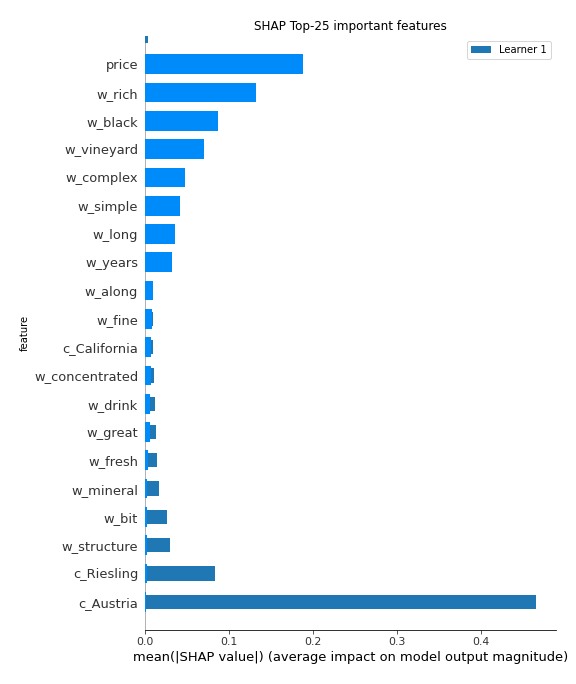 SHAP Top-25 important features
Learner 1
price
w_rich
w_black
w_vineyard
w_complex
w_simple
w_long
w_years
w_along
w_fine
c_California
w_concentrated
w_drink
w_great
w_fresh
w_mineral
w_bit
w_structure
c_Riesling
c_Austria
feature
0.0 0.1 0.2 0.3 0.4
mean(|SHAP value|) (average impact on model output magnitude)